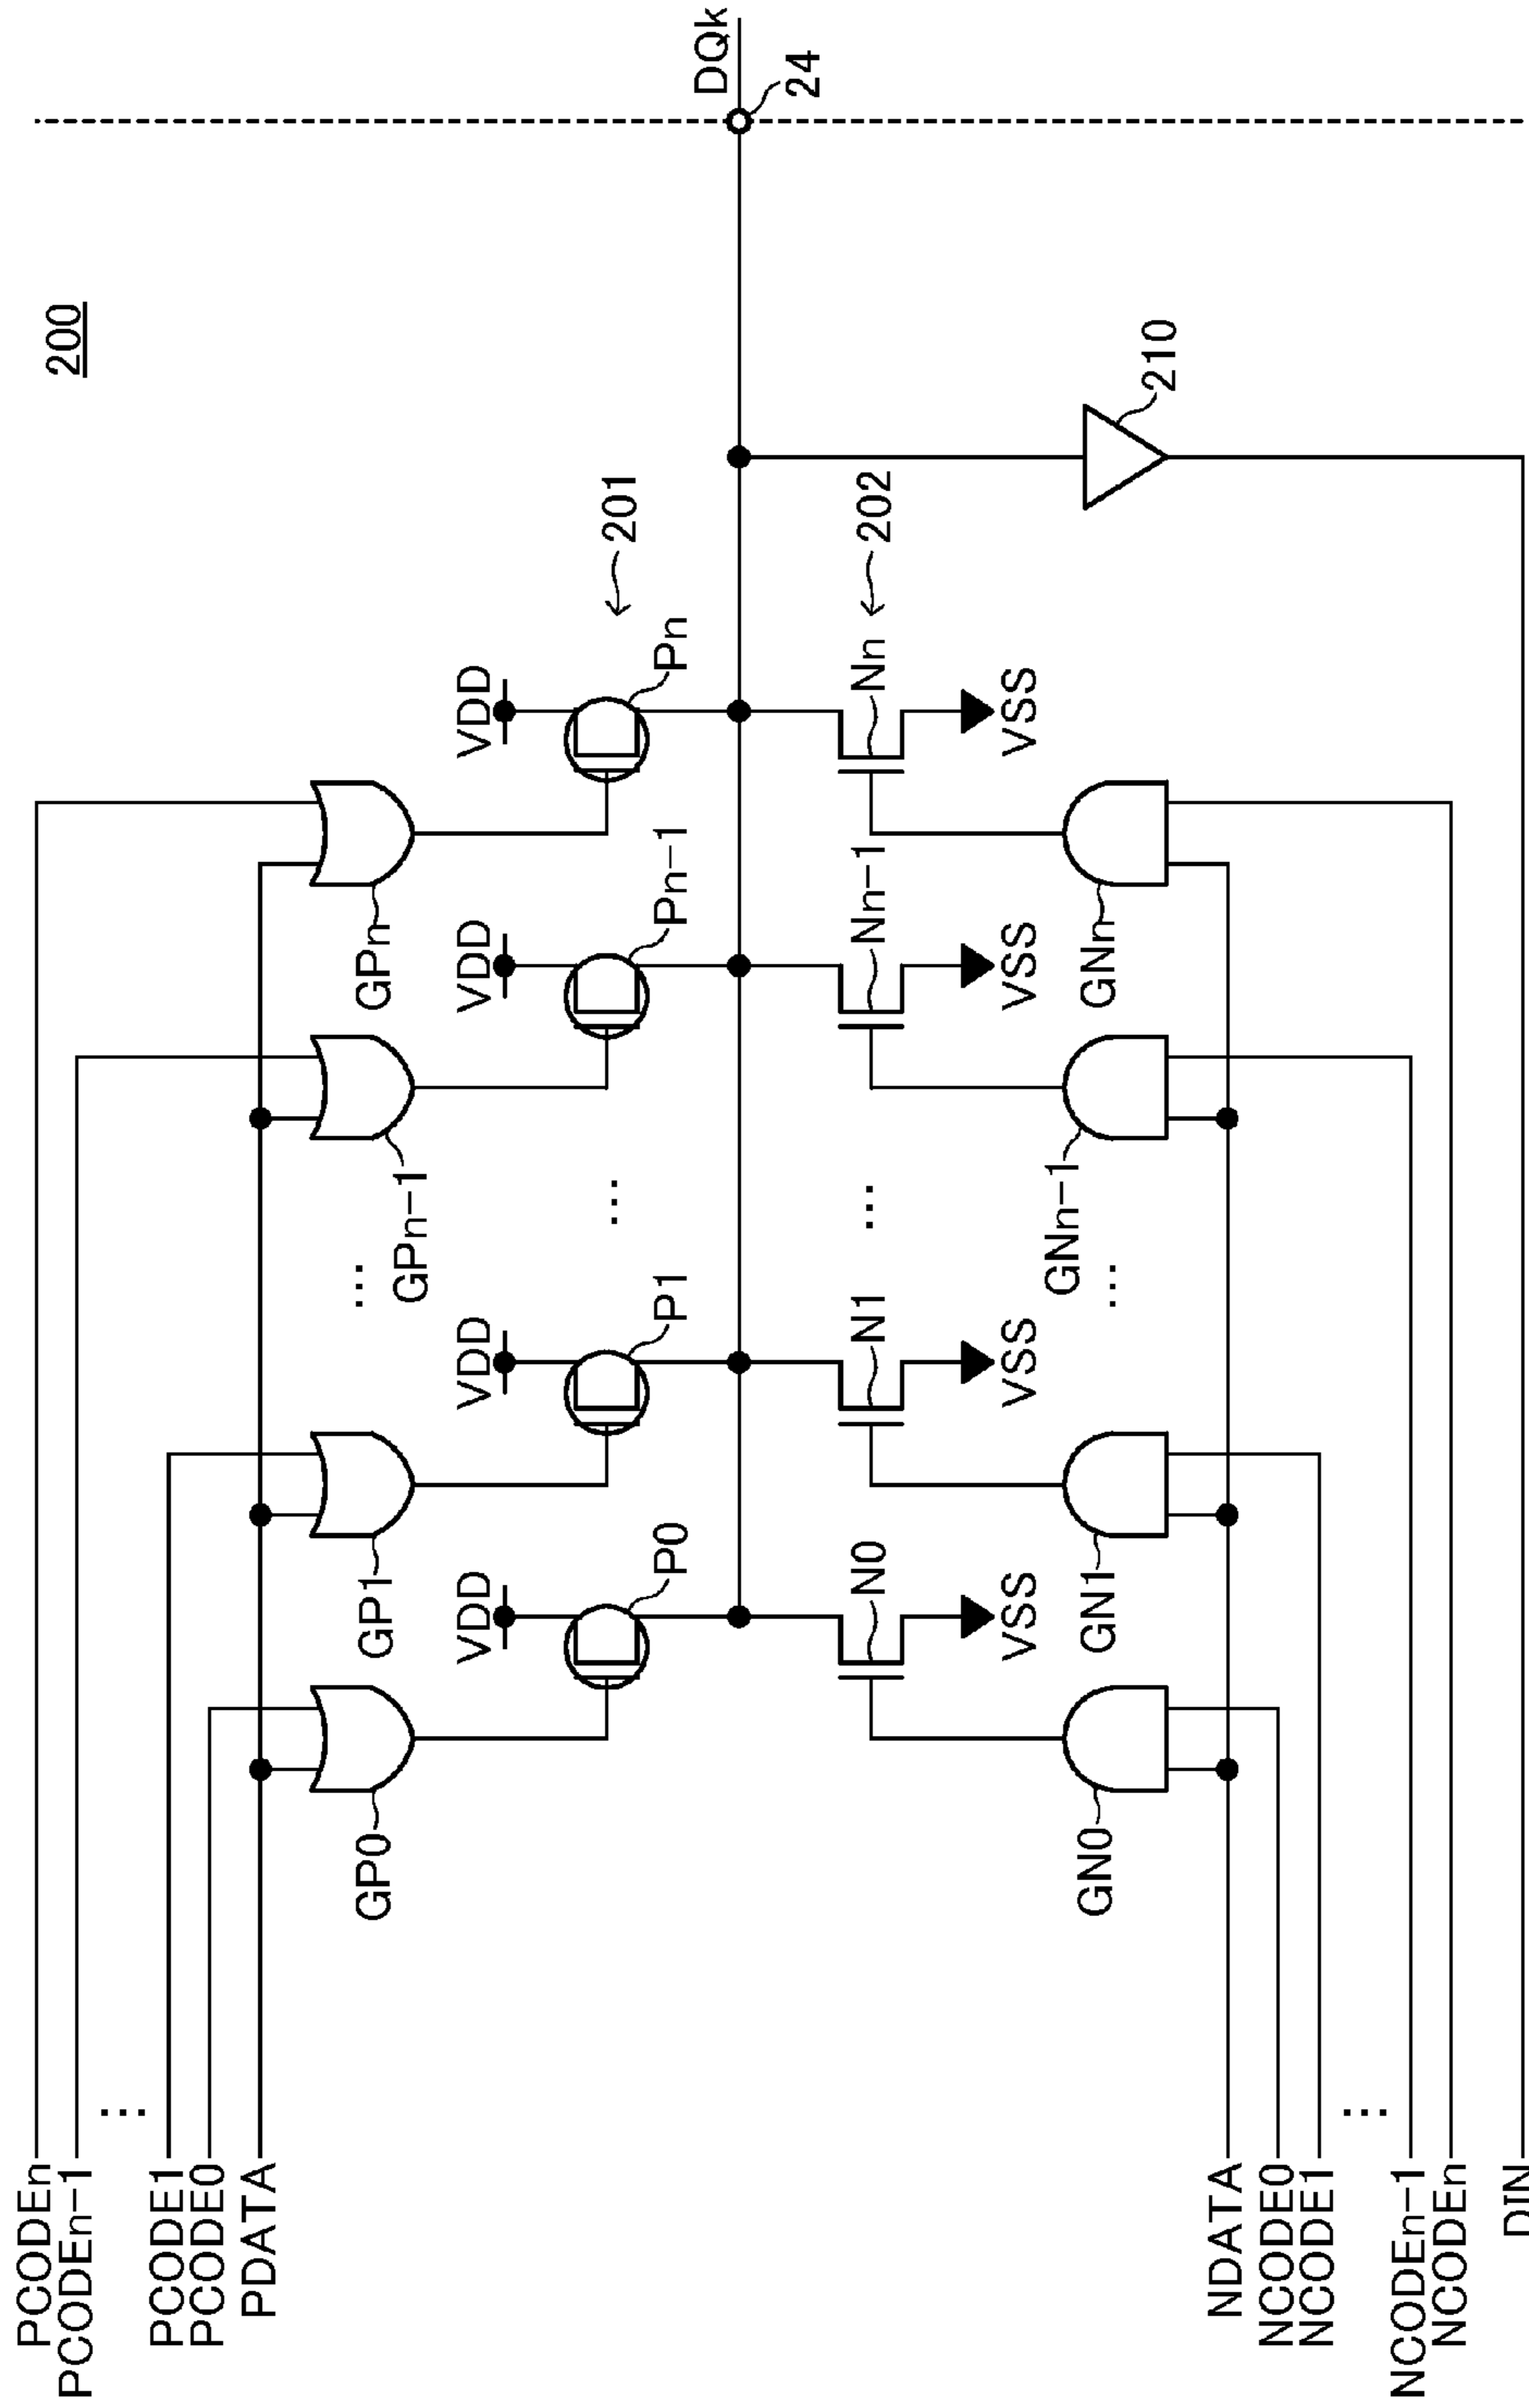 200
PCODEn
PCODEn-1
⋮
PCODE1
PCODE0
PDATA
GP0
GP1
...
GPn-1
GPn
VDD
VDD
VDD
VDD
P0
P1
...
Pn-1
Pn
201
DQk
24
N0
N1
...
Nn-1
Nn
202
VSS
VSS
VSS
VSS
GN0
GN1
...
GNn-1
GNn
210
NDATA
NCODE0
NCODE1
⋮
NCODEn-1
NCODEn
DIN